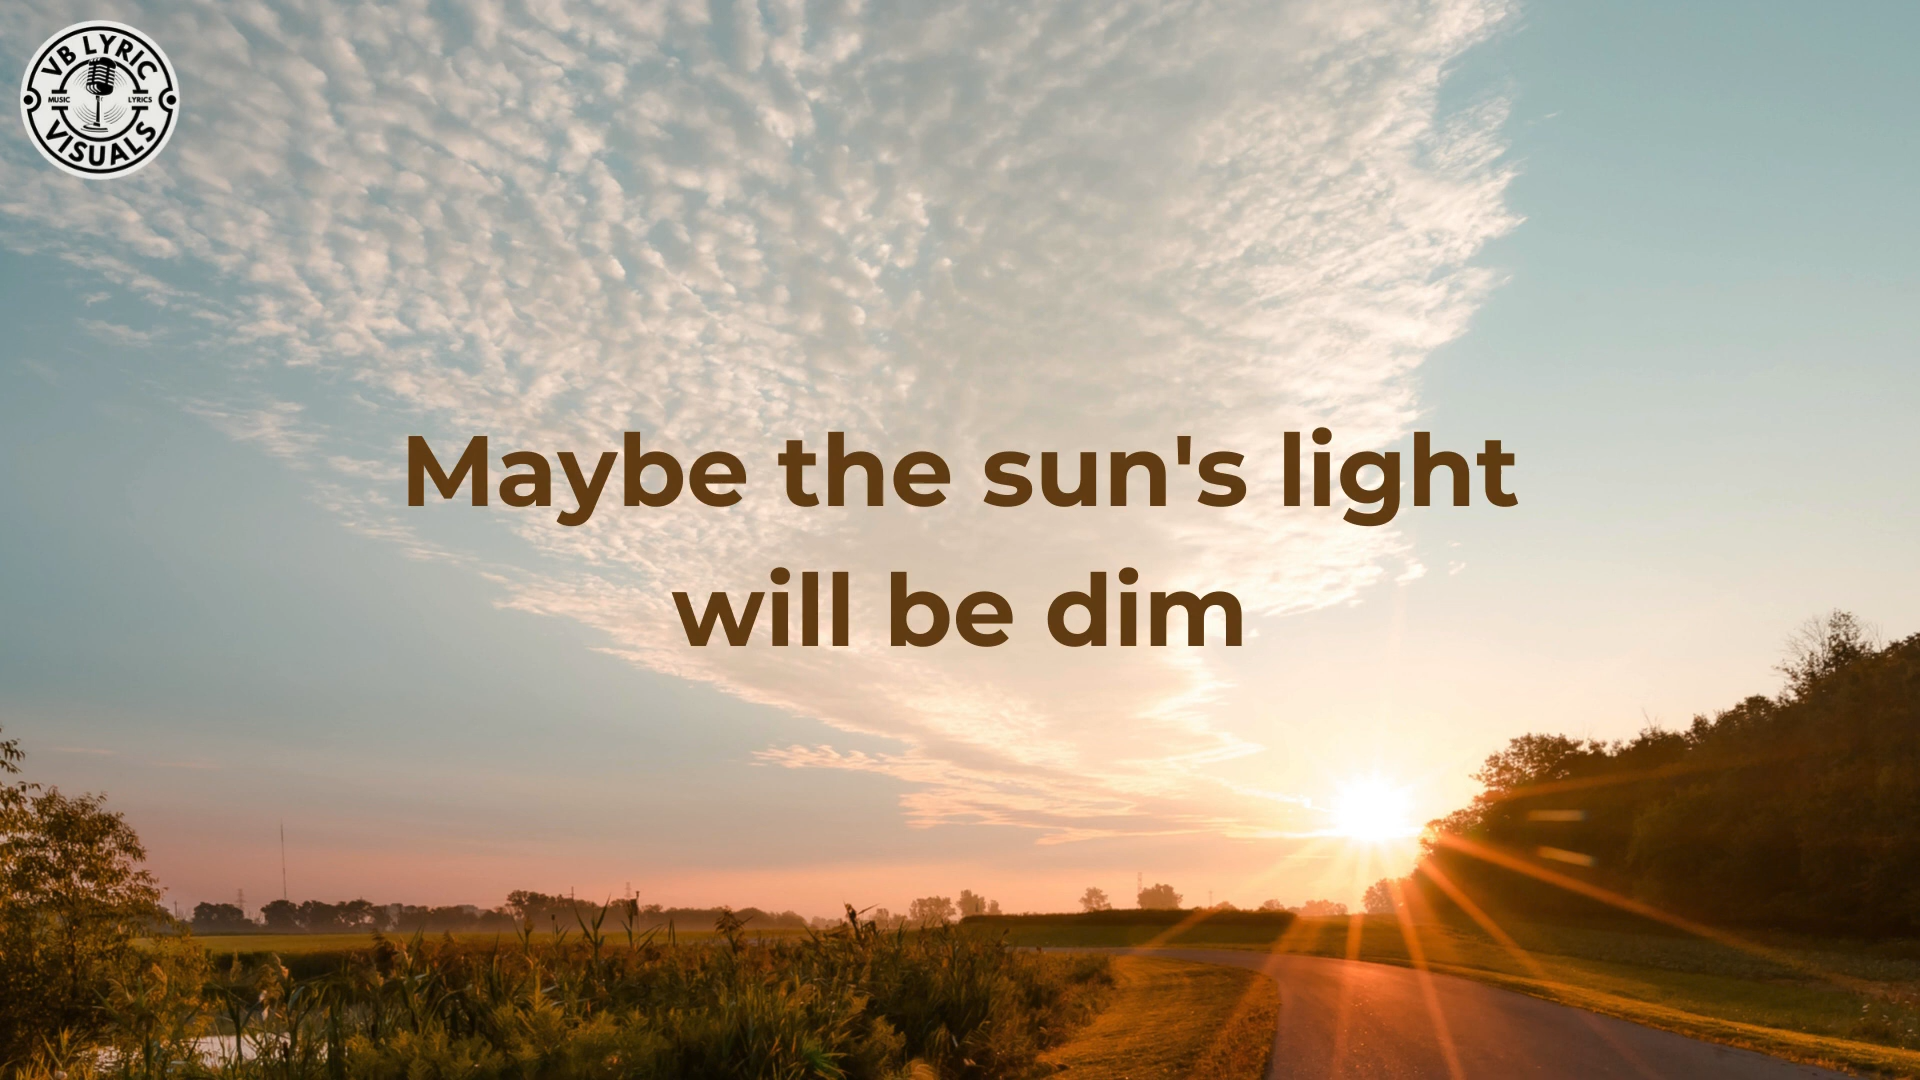 VB LYRIC
MUSIC LYRICS
VISUALS
Maybe the sun's light
will be dim